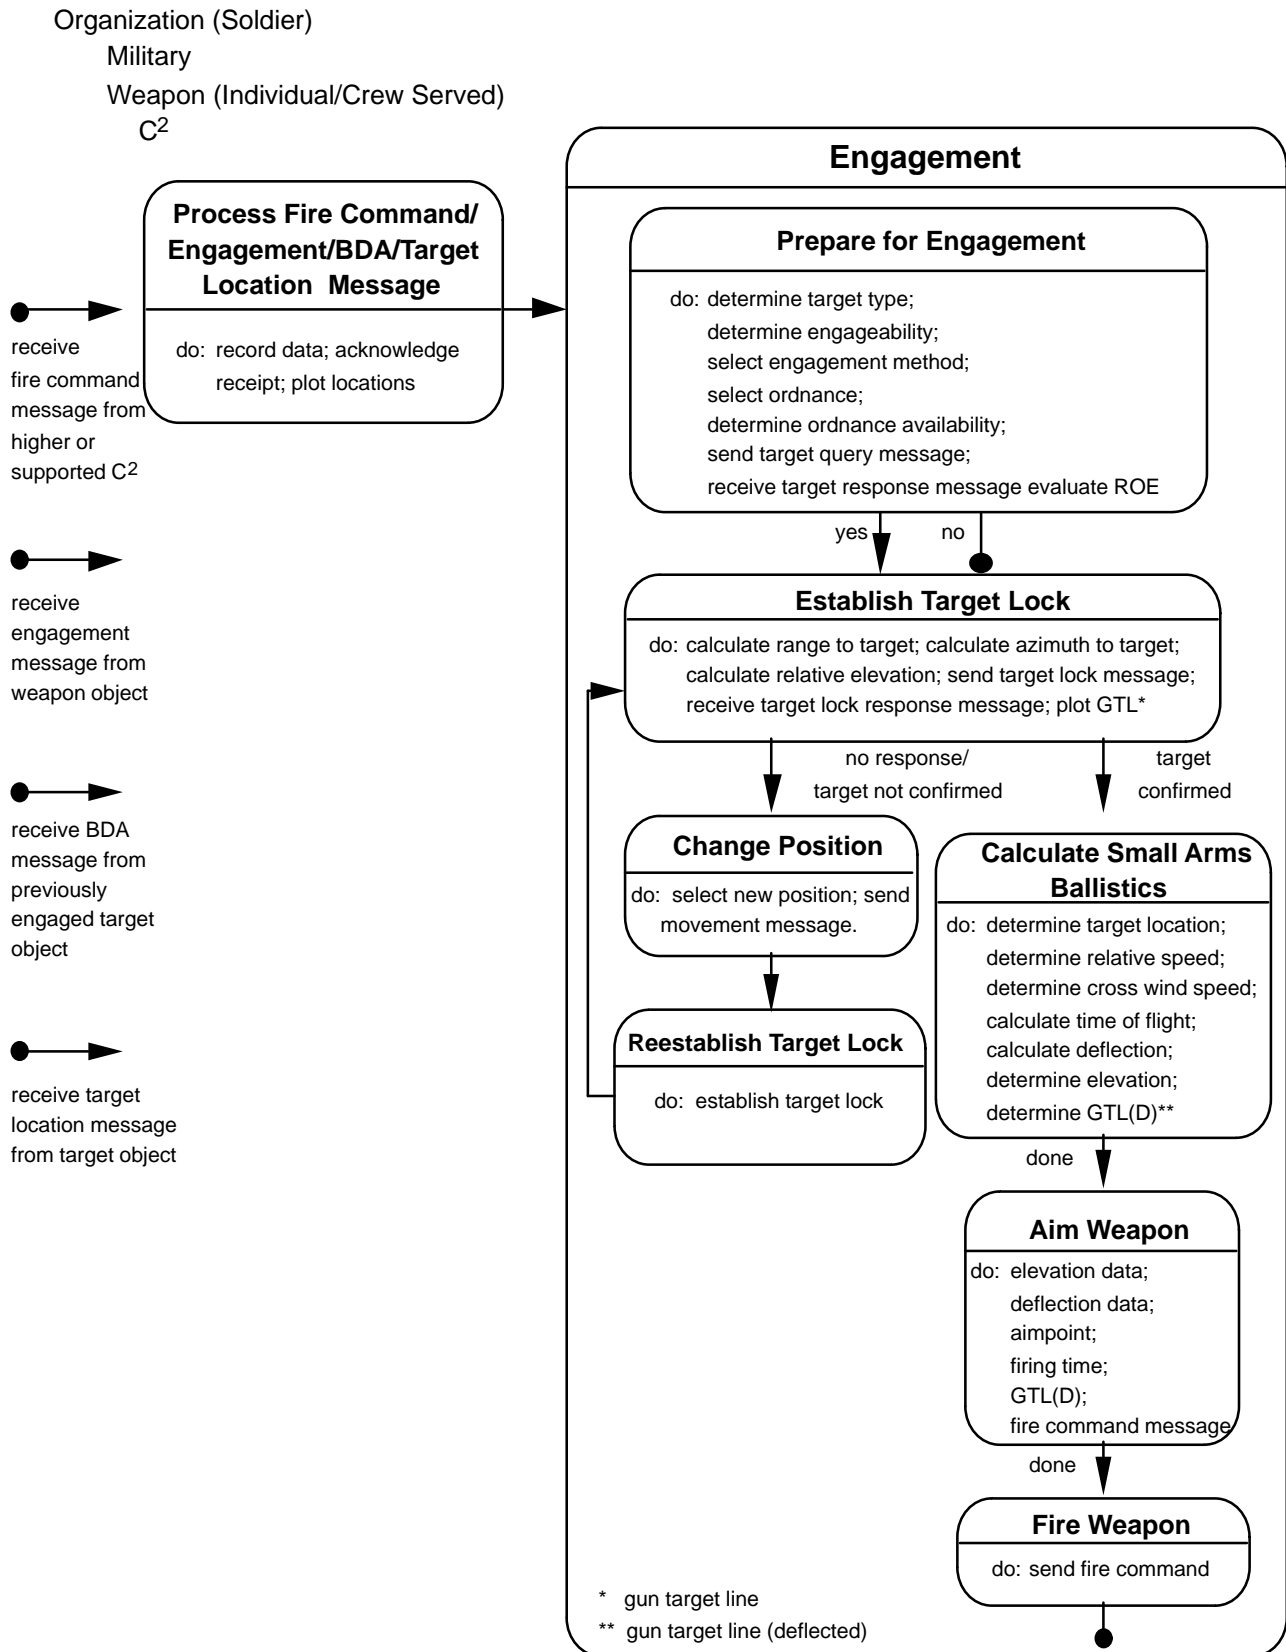 Organization (Soldier)
Military
Weapon (Individual/Crew Served)
C²
Process Fire Command/
Engagement/BDA/Target
Location Message
do: record data; acknowledge
receipt; plot locations
receive
fire command
message from
higher or
supported C²
receive
engagement
message from
weapon object
receive BDA
message from
previously
engaged target
object
receive target
location message
from target object
Engagement
Prepare for Engagement
do: determine target type;
determine engageability;
select engagement method;
select ordnance;
determine ordnance availability;
send target query message;
receive target response message evaluate ROE
yes no
Establish Target Lock
do: calculate range to target; calculate azimuth to target;
calculate relative elevation; send target lock message;
receive target lock response message; plot GTL*
no response/
target not confirmed
target
confirmed
Change Position
do: select new position; send
movement message.
Reestablish Target Lock
do: establish target lock
Calculate Small Arms
Ballistics
do: determine target location;
determine relative speed;
determine cross wind speed;
calculate time of flight;
calculate deflection;
determine elevation;
determine GTL(D)**
done
Aim Weapon
do: elevation data;
deflection data;
aimpoint;
firing time;
GTL(D);
fire command message
done
Fire Weapon
do: send fire command
* gun target line
** gun target line (deflected)